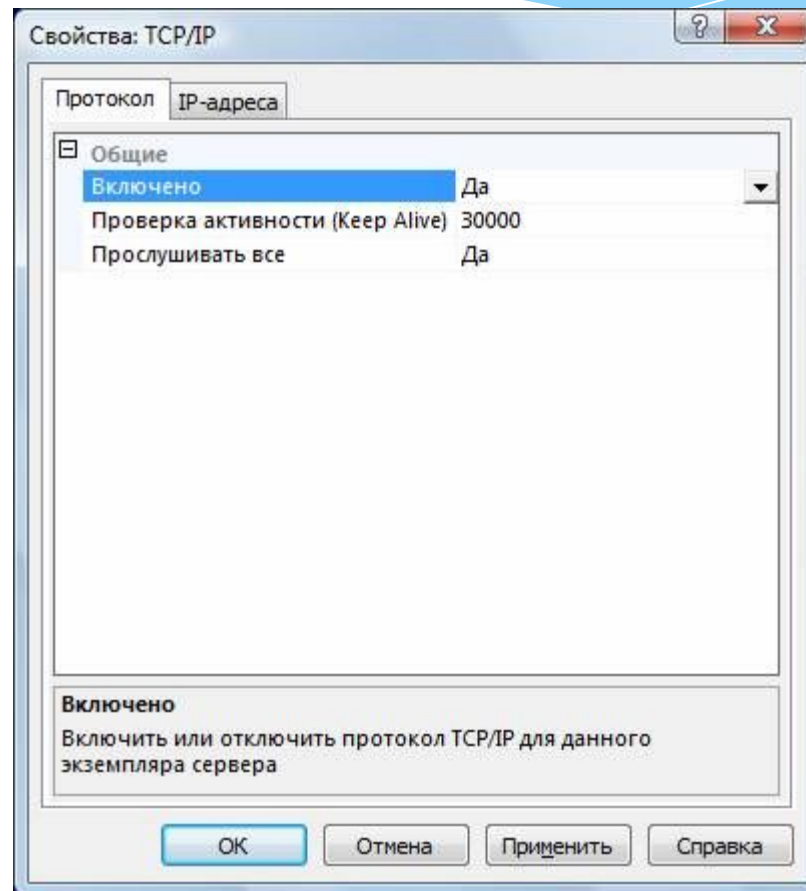 Свойства: TCP/IP
Протокол
IP-адреса
Общие
Включено Да
Проверка активности (Keep Alive) 30000
Прослушивать все Да
Включено
Включить или отключить протокол TCP/IP для данного
экземпляра сервера
ОК
Отмена
Применить
Справка